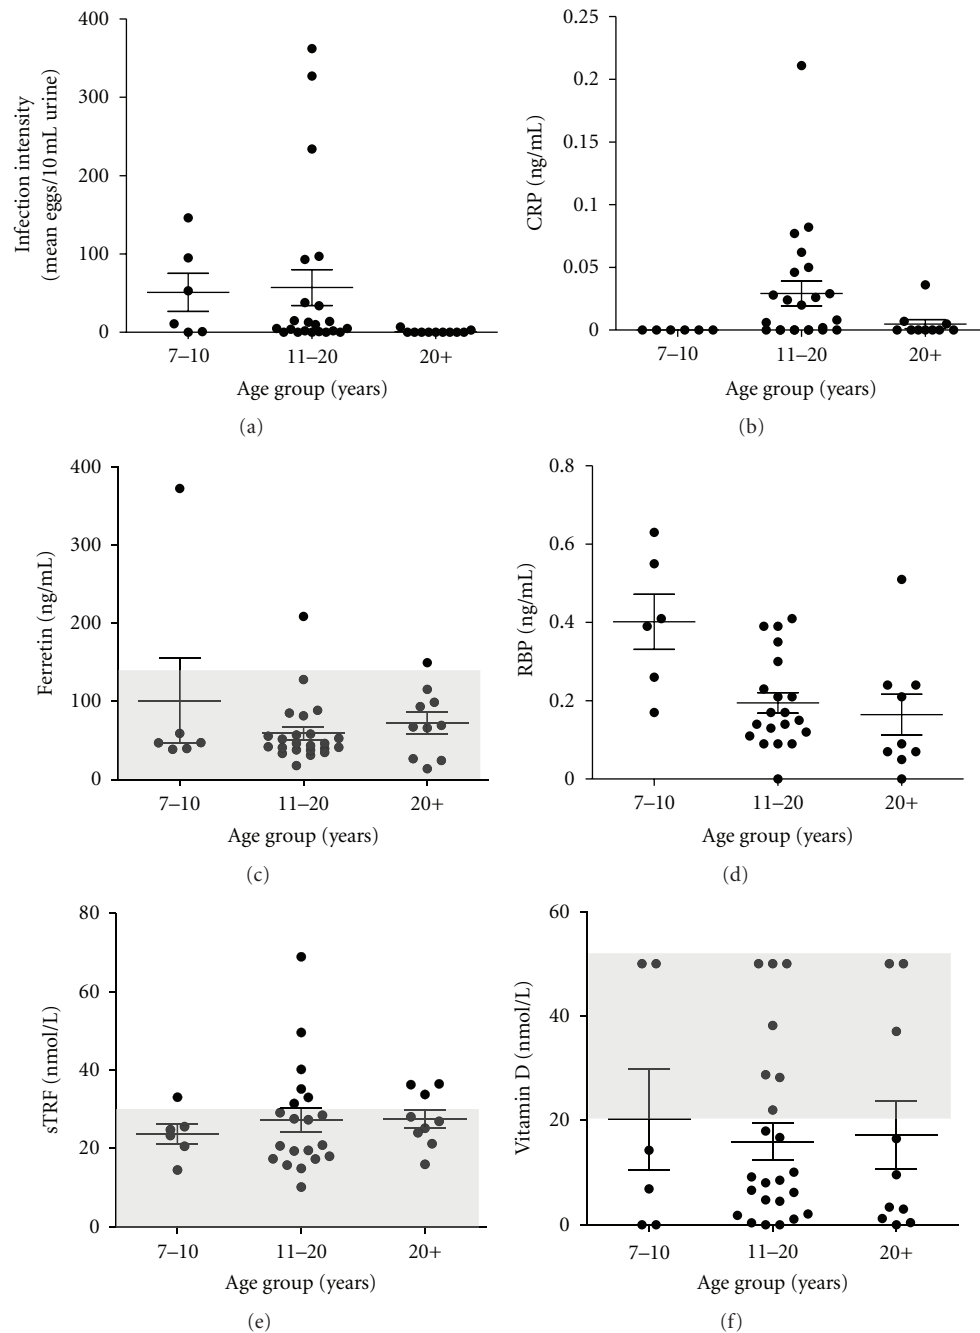 400
300
200
100
0
Infection intensity
(mean eggs/10 mL urine)
7–10
11–20
20+
Age group (years)
(a)
0.25
0.2
0.15
0.1
0.05
0
CRP (ng/mL)
7–10
11–20
20+
Age group (years)
(b)
400
300
200
100
0
Ferretin (ng/mL)
7–10
11–20
20+
Age group (years)
(c)
0.8
0.6
0.4
0.2
0
RBP (ng/mL)
7–10
11–20
20+
Age group (years)
(d)
80
60
40
20
0
sTRF (nmol/L)
7–10
11–20
20+
Age group (years)
(e)
60
40
20
0
Vitamin D (nmol/L)
7–10
11–20
20+
Age group (years)
(f)